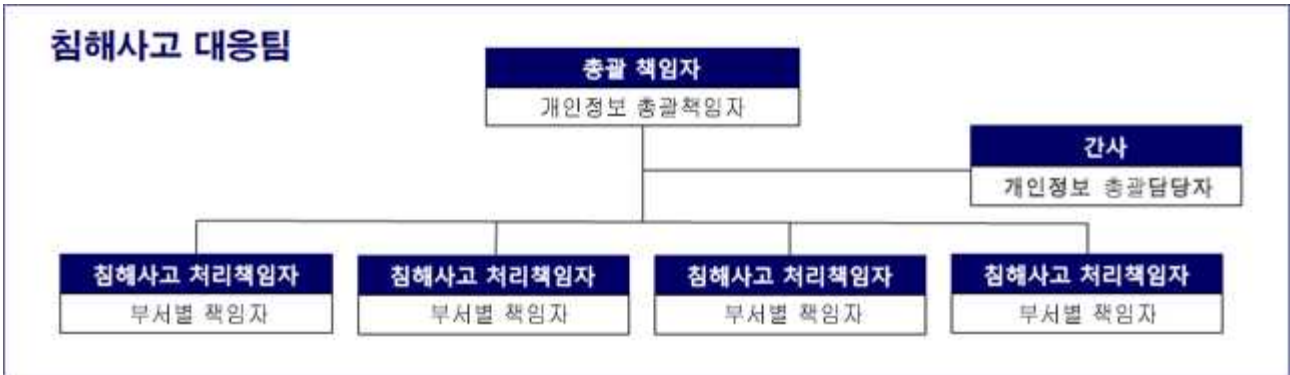 침해사고 대응팀
총괄 책임자
개인정보 총괄책임자
간사
개인정보 총괄담당자
침해사고 처리책임자
부서별 책임자
침해사고 처리책임자
부서별 책임자
침해사고 처리책임자
부서별 책임자
침해사고 처리책임자
부서별 책임자